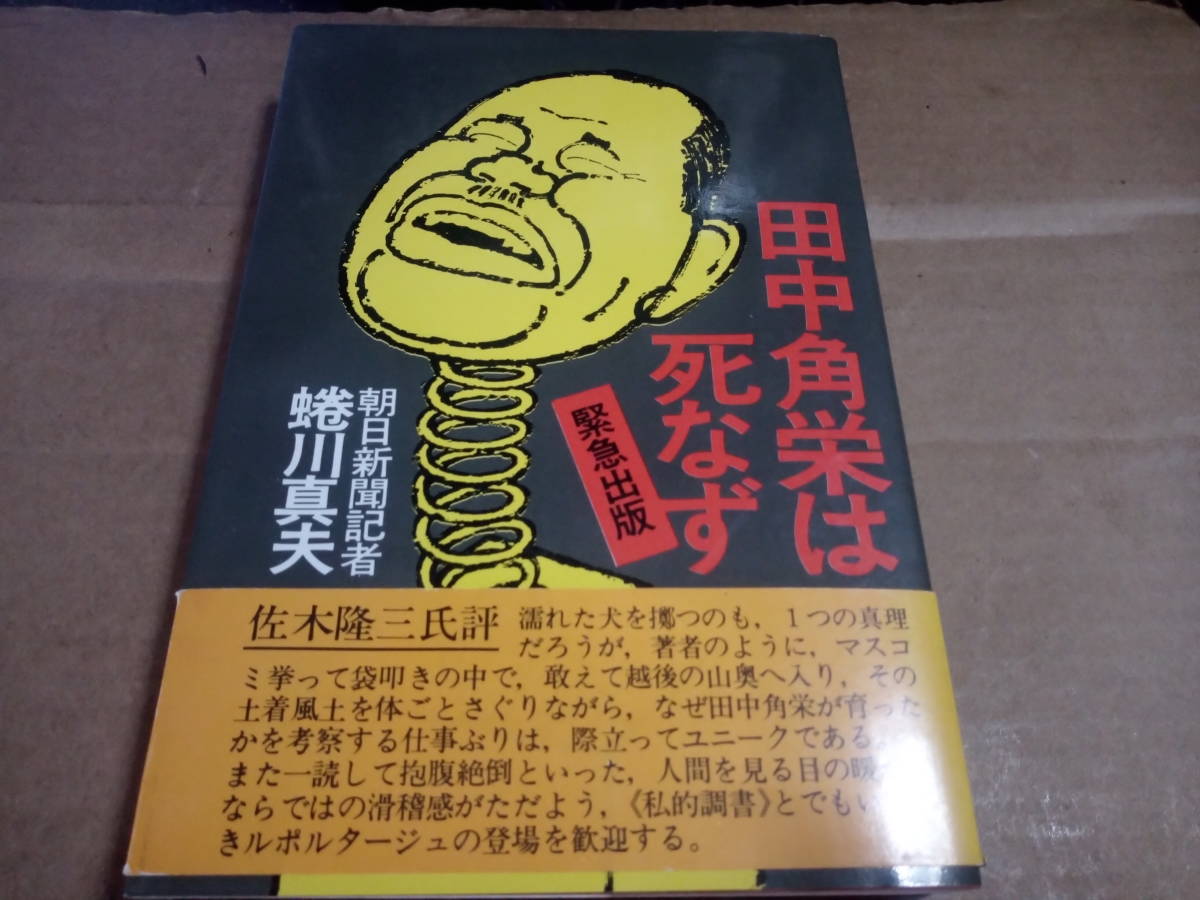 田中角栄は
死なず
緊急出版
朝日新聞記者
蜷川真夫
佐木隆三氏評
濡れた犬を擲つのも，1つの真理
だろうが，著者のように，マスコ
ミ挙って袋叩きの中で，敢えて越後の山奥へ入り，その
土着風土を体ごとさぐりながら，なぜ田中角栄が育った
かを考察する仕事ぶりは，際立ってユニークである
また一読して抱腹絶倒といった，人間を見る目の暖
ならではの滑稽感がただよう，《私的調書》とでもい
きルポルタージュの登場を歓迎する。